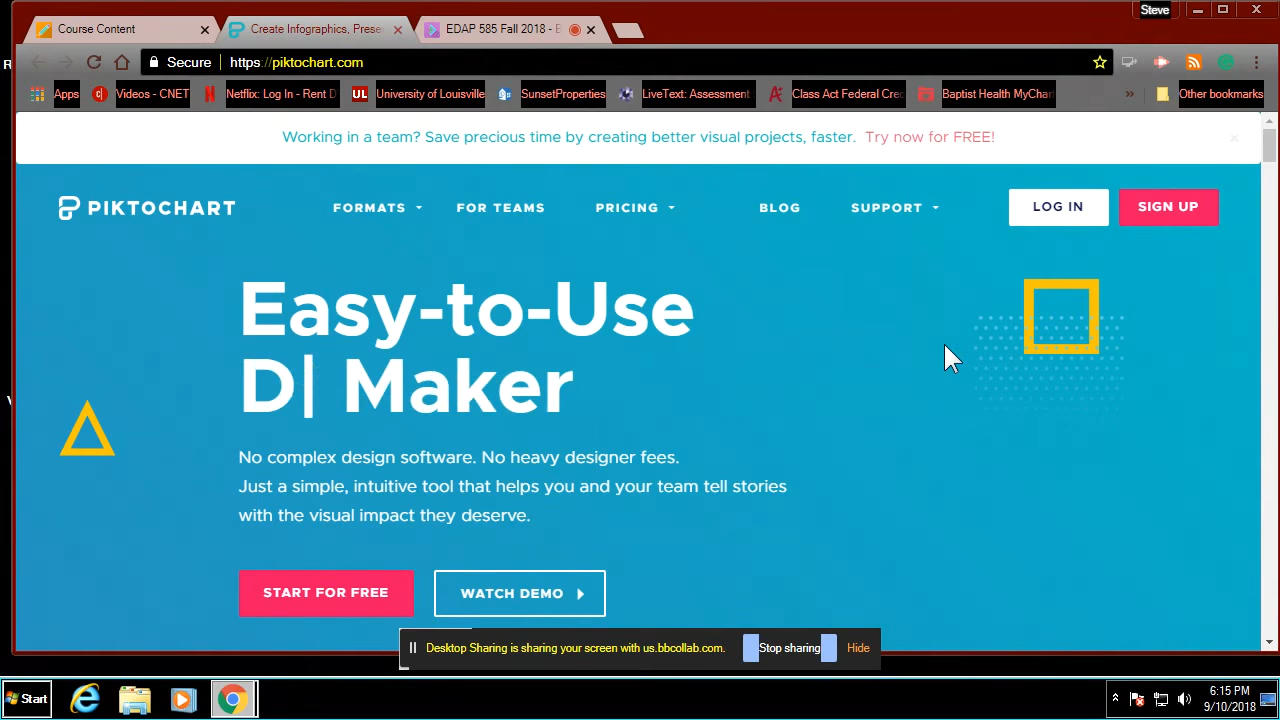 Steve
Course Content
Create Infographics, Prese
EDAP 585 Fall 2018 - B
Secure https://piktochart.com
Apps Videos - CNET Netflix: Log In - Rent D University of Louisville SunsetProperties LiveText: Assessment Class Act Federal Cre Baptist Health MyChar » Other bookmarks
Working in a team? Save precious time by creating better visual projects, faster. Try now for FREE!
PIKTOCHART FORMATS FOR TEAMS PRICING BLOG SUPPORT LOG IN SIGN UP
Easy-to-Use
D| Maker
No complex design software. No heavy designer fees.
Just a simple, intuitive tool that helps you and your team tell stories
with the visual impact they deserve.
START FOR FREE WATCH DEMO
Desktop Sharing is sharing your screen with us.bbcollab.com. Stop sharing Hide
Start
6:15 PM
9/10/2018